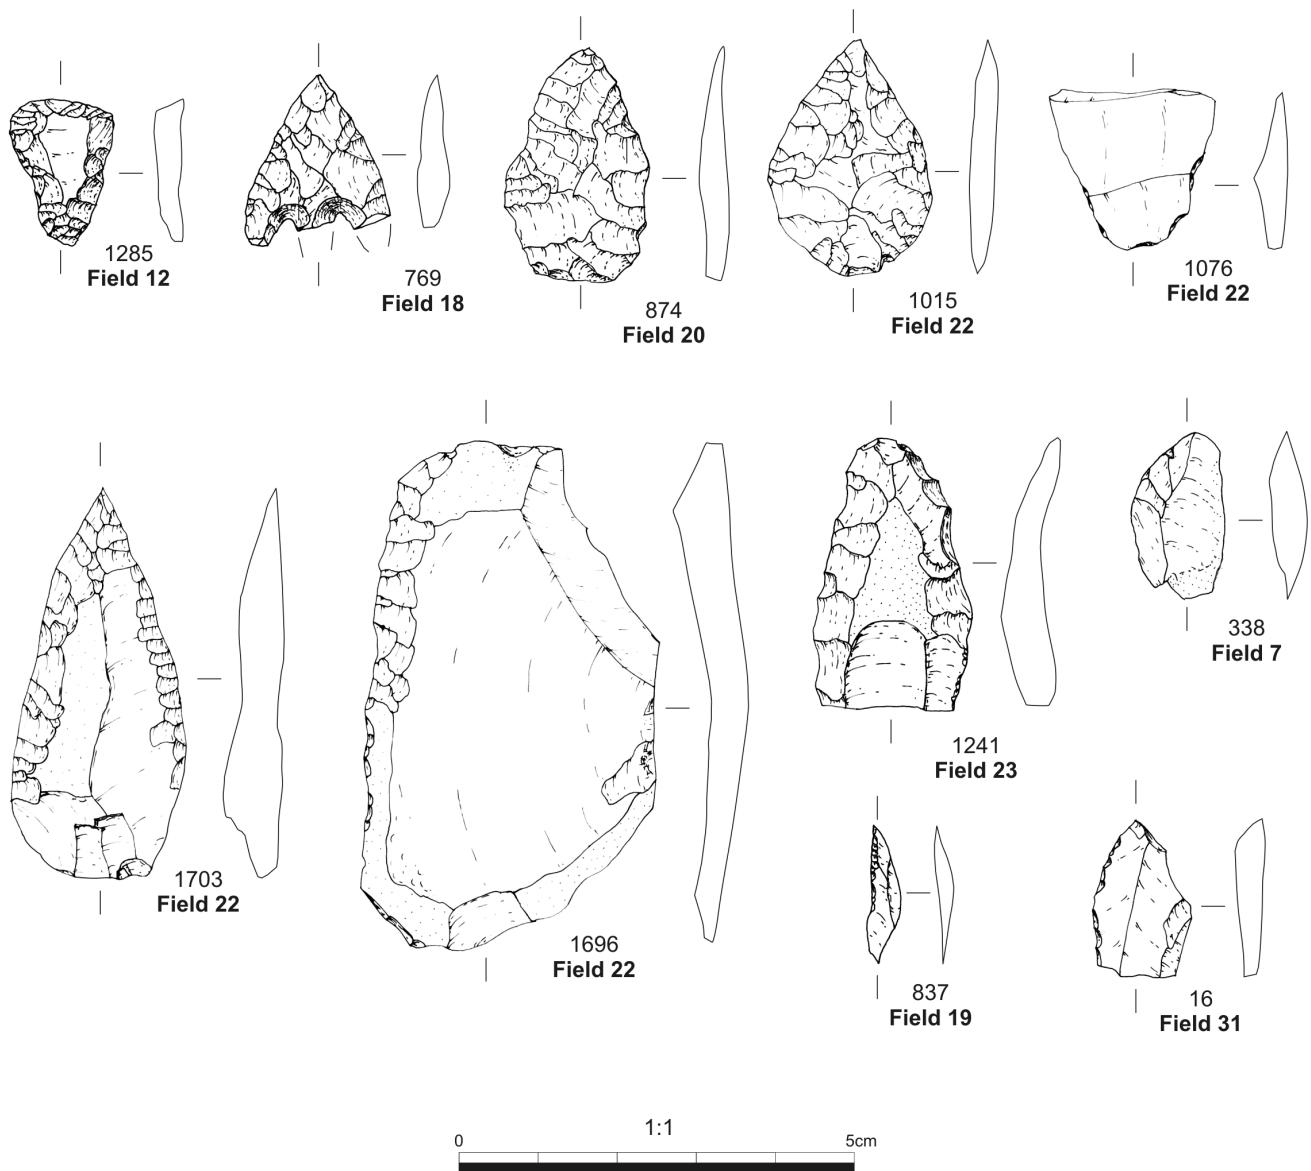 1285
Field 12
769
Field 18
874
Field 20
1015
Field 22
1076
Field 22
1703
Field 22
1696
Field 22
1241
Field 23
338
Field 7
837
Field 19
16
Field 31
1:1
0 5cm